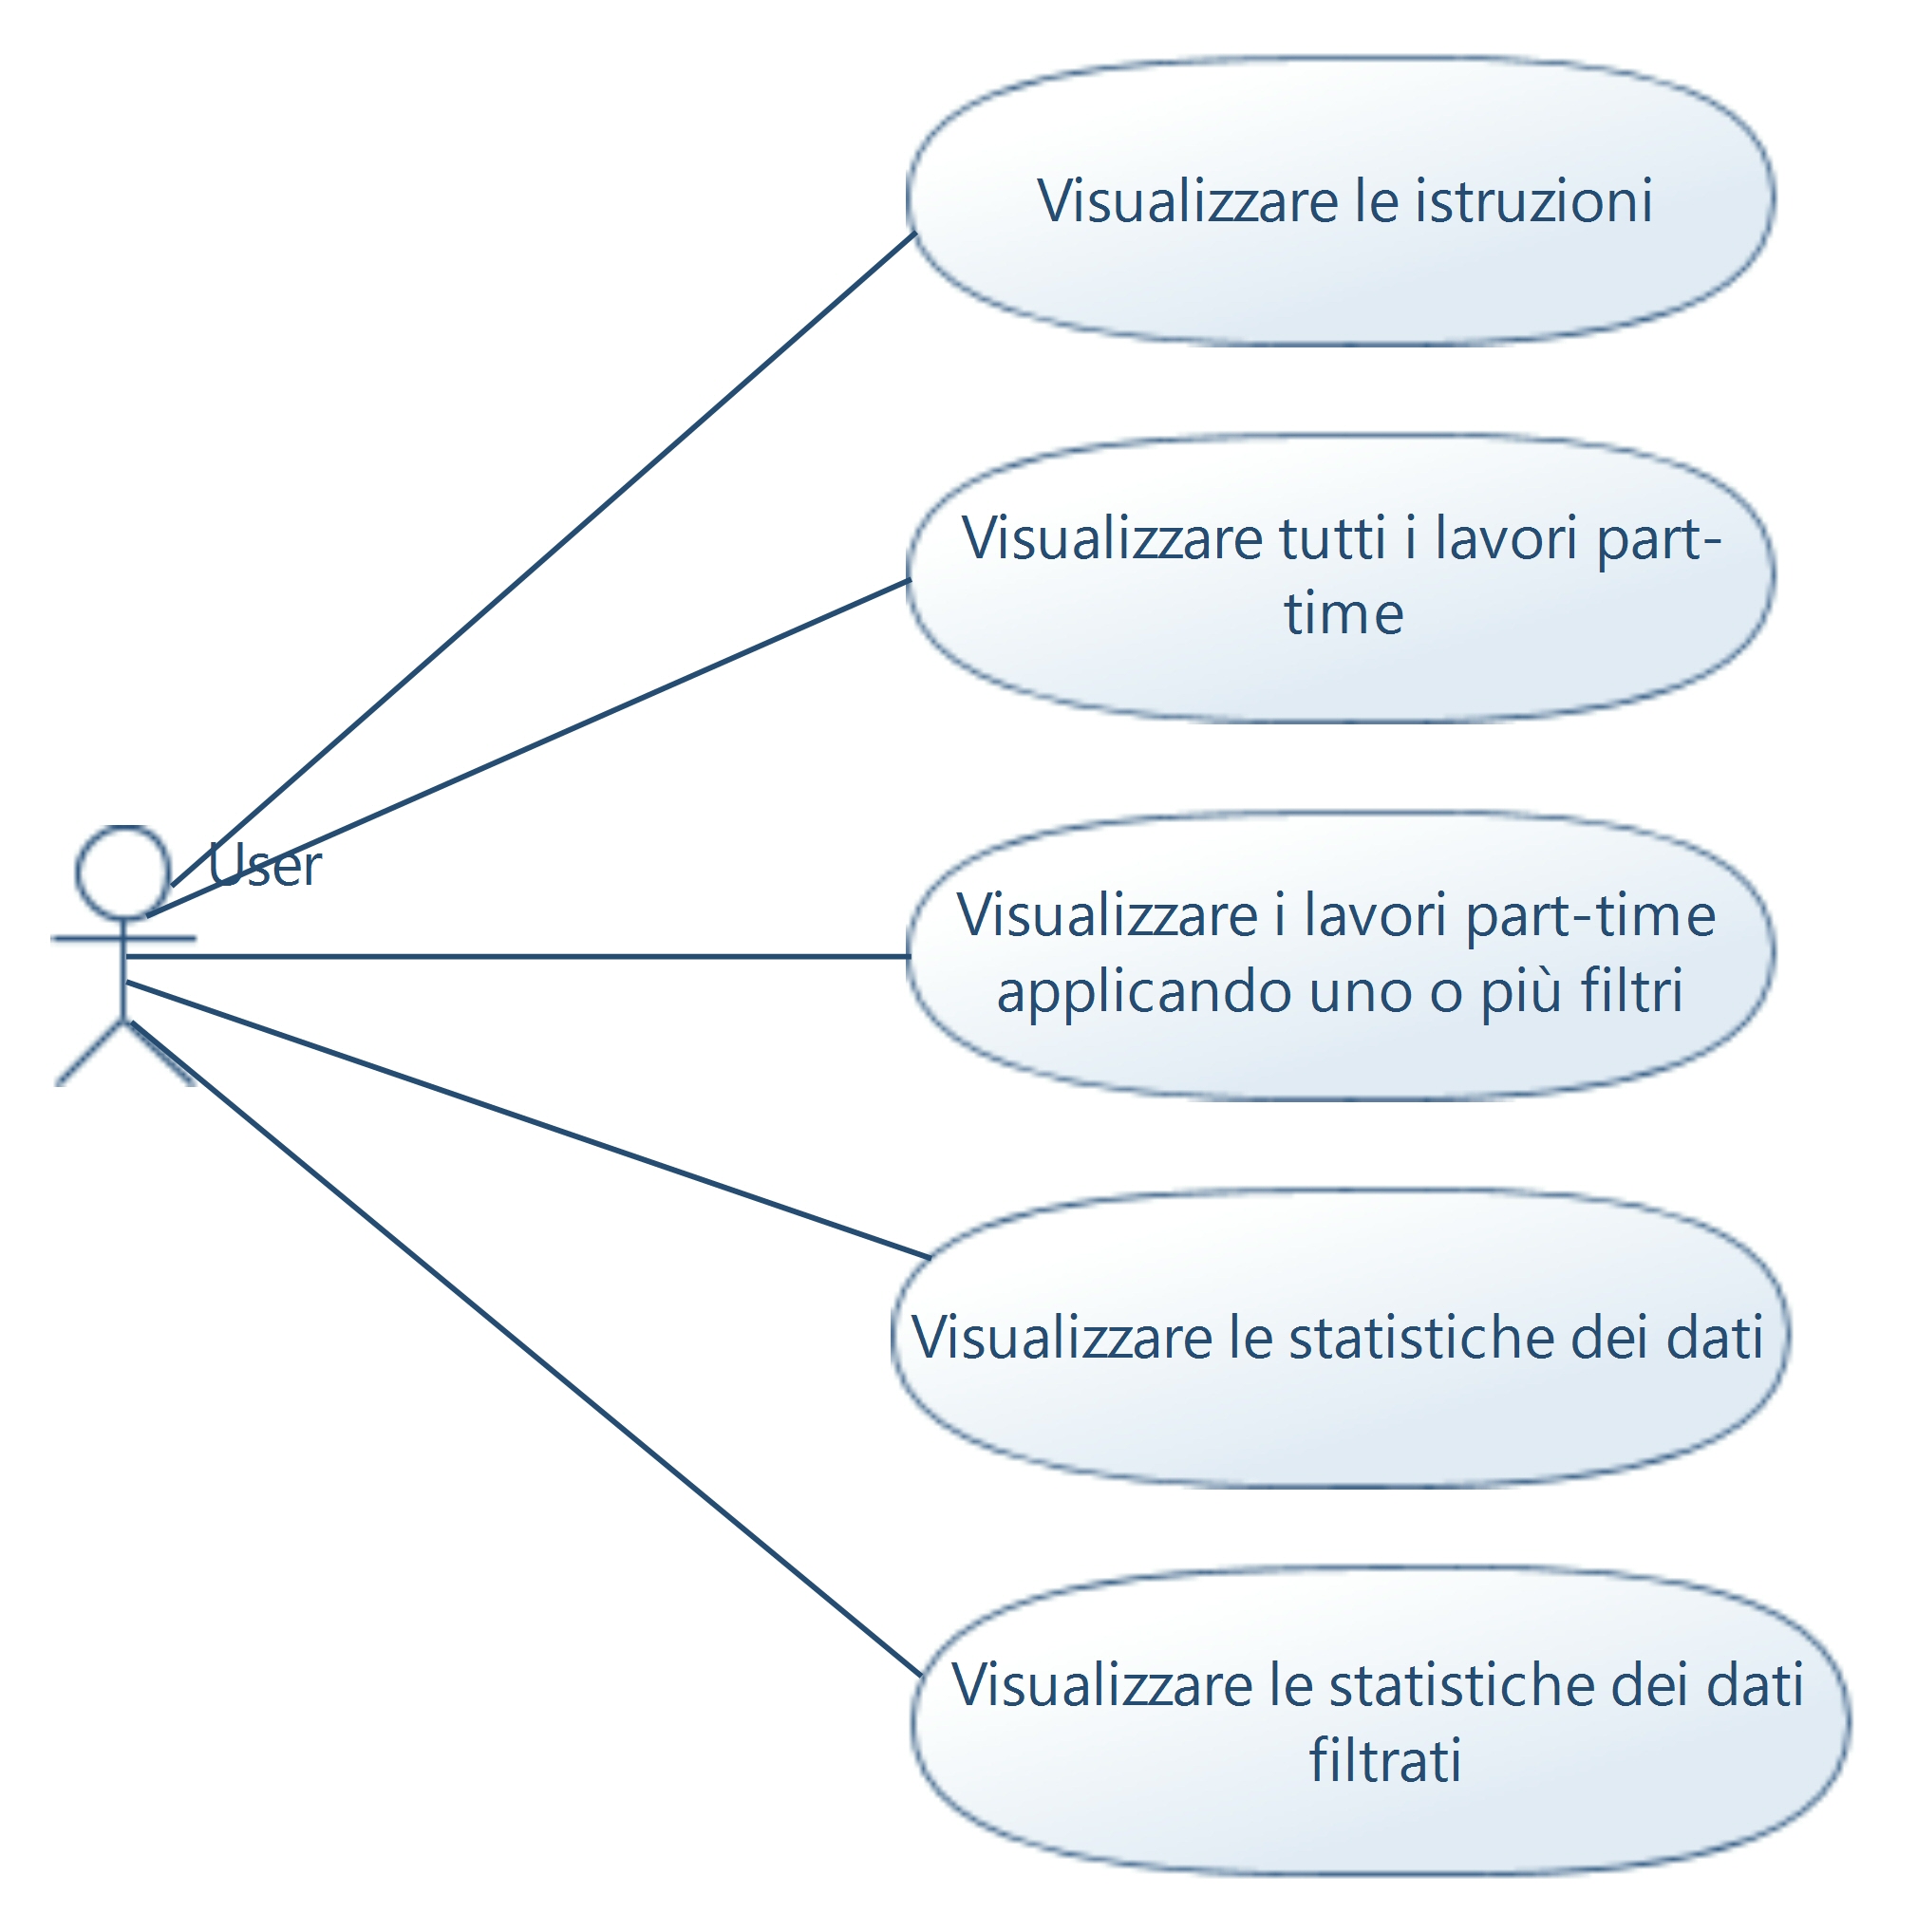 Visualizzare le istruzioni
Visualizzare tutti i lavori part-
time
User
Visualizzare i lavori part-time
applicando uno o più filtri
Visualizzare le statistiche dei dati
Visualizzare le statistiche dei dati
filtrati